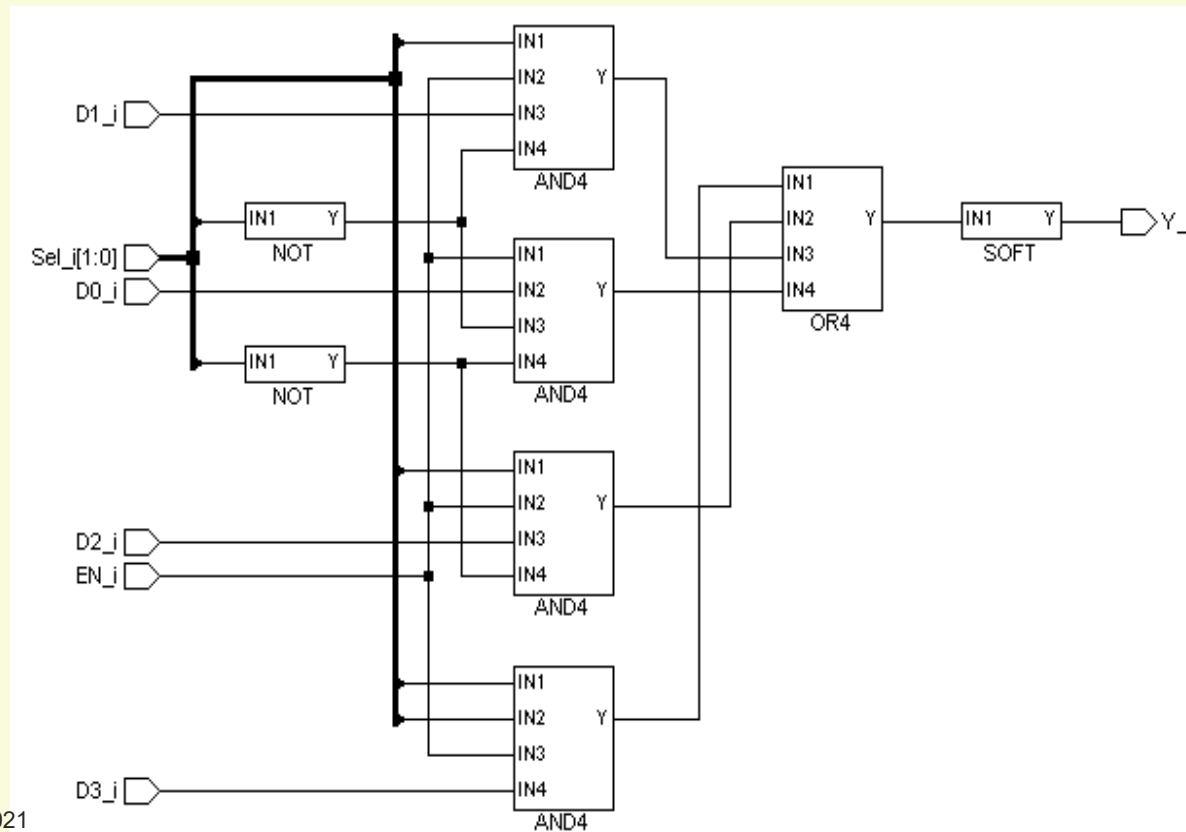 IN1
IN2 Y
D1_i IN3
IN4
AND4
IN1 Y
NOT
IN1
IN2 Y
IN3
IN4
AND4
Sel_i[1:0]
D0_i
IN1 Y
NOT
IN1
IN2 Y
IN3
IN4
OR4
IN1 Y
SOFT
Y_
IN1
IN2 Y
IN3
IN4
AND4
D2_i
EN_i
IN1
IN2 Y
IN3
IN4
AND4
D3_i
021